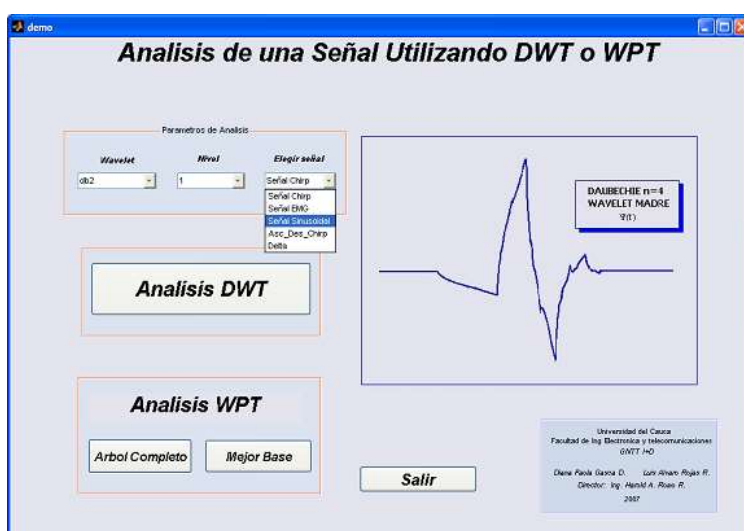 demo
Analisis de una Señal Utilizando DWT o WPT
Parametros de Analisis
Wavelet
Nivel
Elegir señal
db2
1
Señal Chirp
Señal Chirp
Señal EMG
Señal Sinusoidal
Asc_Des_Chirp
Delta
DAUBECHIE n=4
WAVELET MADRE
Ψ(t)
Analisis DWT
Analisis WPT
Arbol Completo
Mejor Base
Salir
Universidad del Cauca
Facultad de Ing Electronica y telecomunicaciones
GNTT I+D
Diana Paola Gaona D. Luis Alvaro Rojas R.
Director: Ing. Harold A. R. 
2007